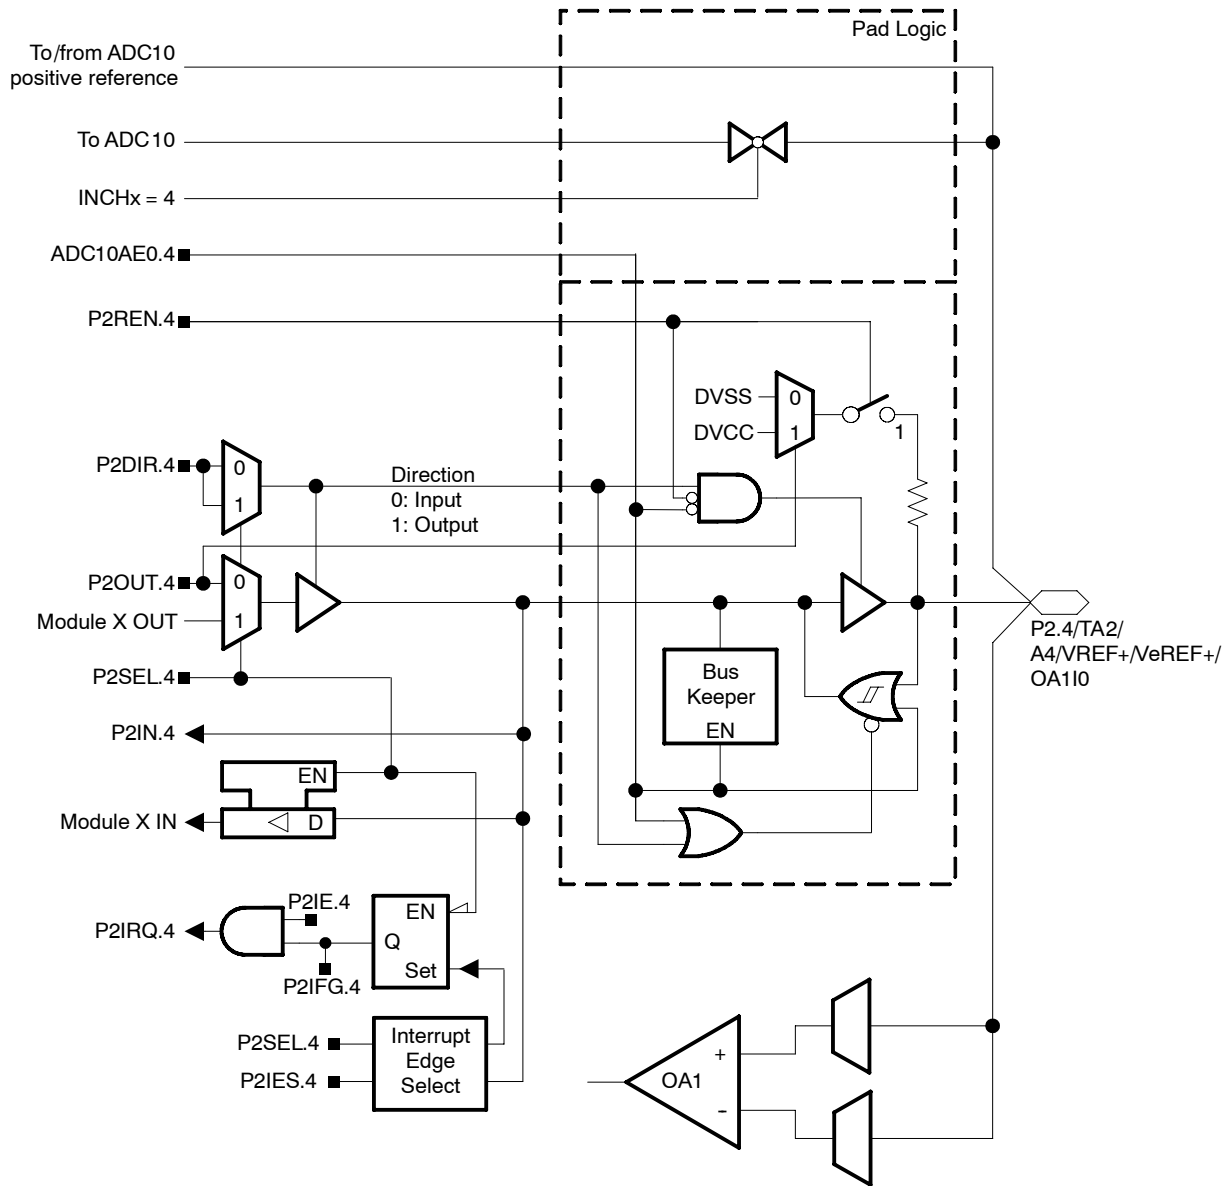 Pad Logic
To/from ADC10
positive reference
To ADC10
INCHx = 4
ADC10AE0.4
P2REN.4
DVSS
0
DVCC
1
1
P2DIR.4
0
1
Direction
0: Input
1: Output
P2OUT.4
0
Module X OUT
1
P2SEL.4
P2.4/TA2/
A4/VREF+/VeREF+/
OA1I0
Bus
Keeper
EN
P2IN.4
EN
Module X IN
D
P2IE.4
EN
P2IRQ.4
Q
Set
P2IFG.4
P2SEL.4
P2IES.4
Interrupt
Edge
Select
+
OA1
−